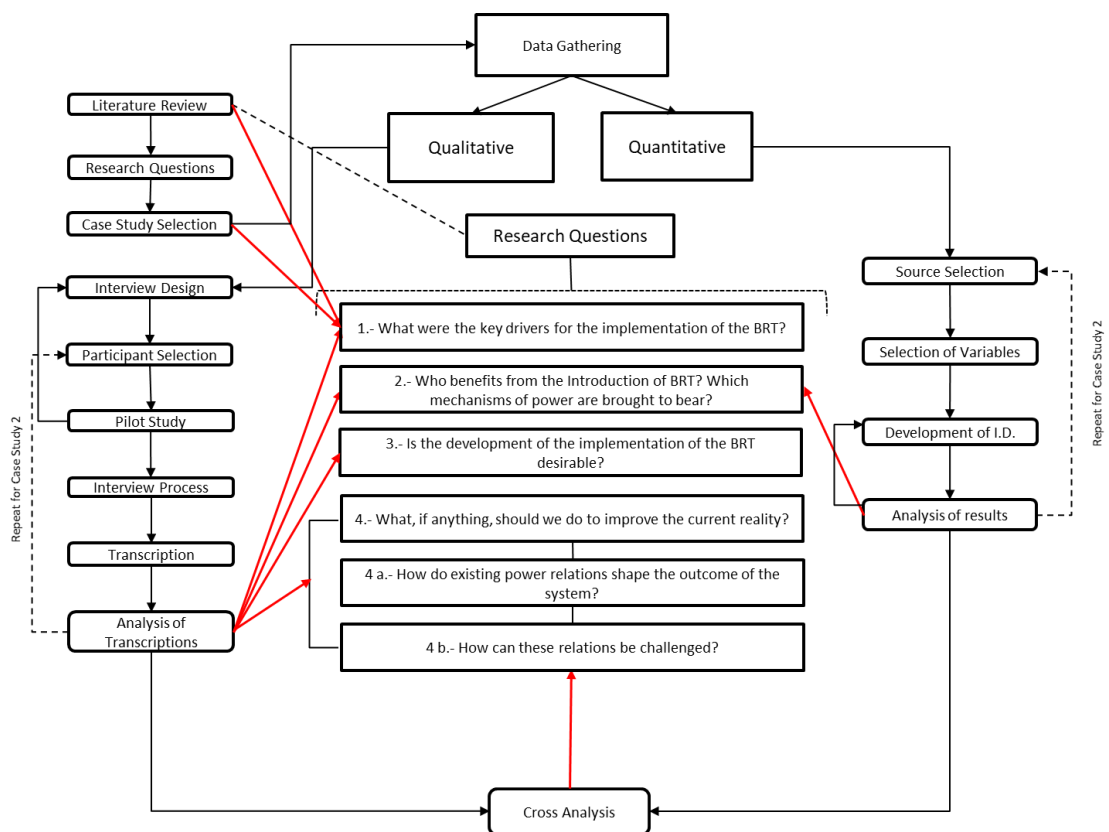 Data Gathering
Literature Review
Qualitative
Quantitative
Research Questions
Case Study Selection
Research Questions
Source Selection
Interview Design
1.- What were the key drivers for the implementation of the BRT?
Participant Selection
Selection of Variables
2.- Who benefits from the Introduction of BRT? Which
mechanisms of power are brought to bear?
Pilot Study
Development of I.D.
3.- Is the development of the implementation of the BRT
desirable?
Interview Process
4.- What, if anything, should we do to improve the current reality?
Analysis of results
Transcription
4 a.- How do existing power relations shape the outcome of the
system?
Analysis of
Transcriptions
4 b.- How can these relations be challenged?
Repeat for Case Study 2
Repeat for Case Study 2
Cross Analysis